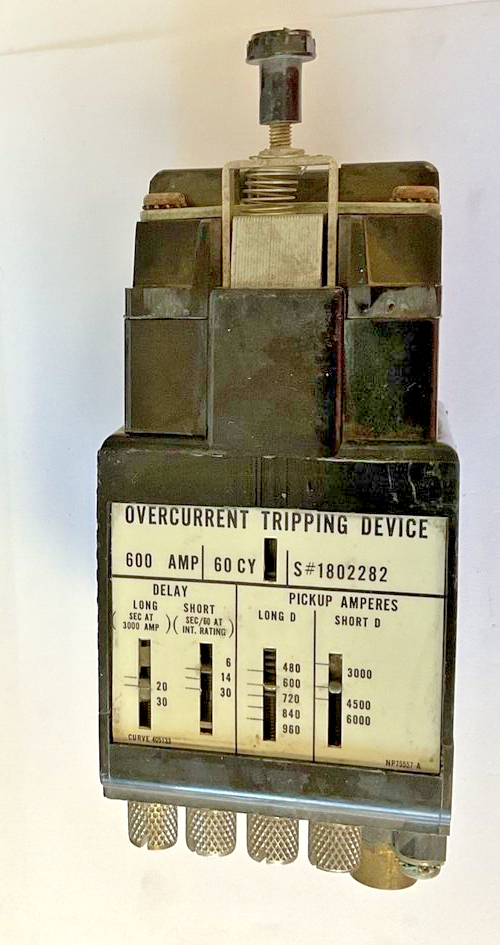 OVERCURRENT TRIPPING DEVICE
600 AMP 60 CY S#1802282
DELAY
LONG
( SEC AT
3000 AMP )
SHORT
( SEC/60 AT
INT. RATING )
20
30
6
14
30
PICKUP AMPERES
LONG D
480
600
720
840
960
SHORT D
3000
4500
6000
CURVE 405133
NP75557 A